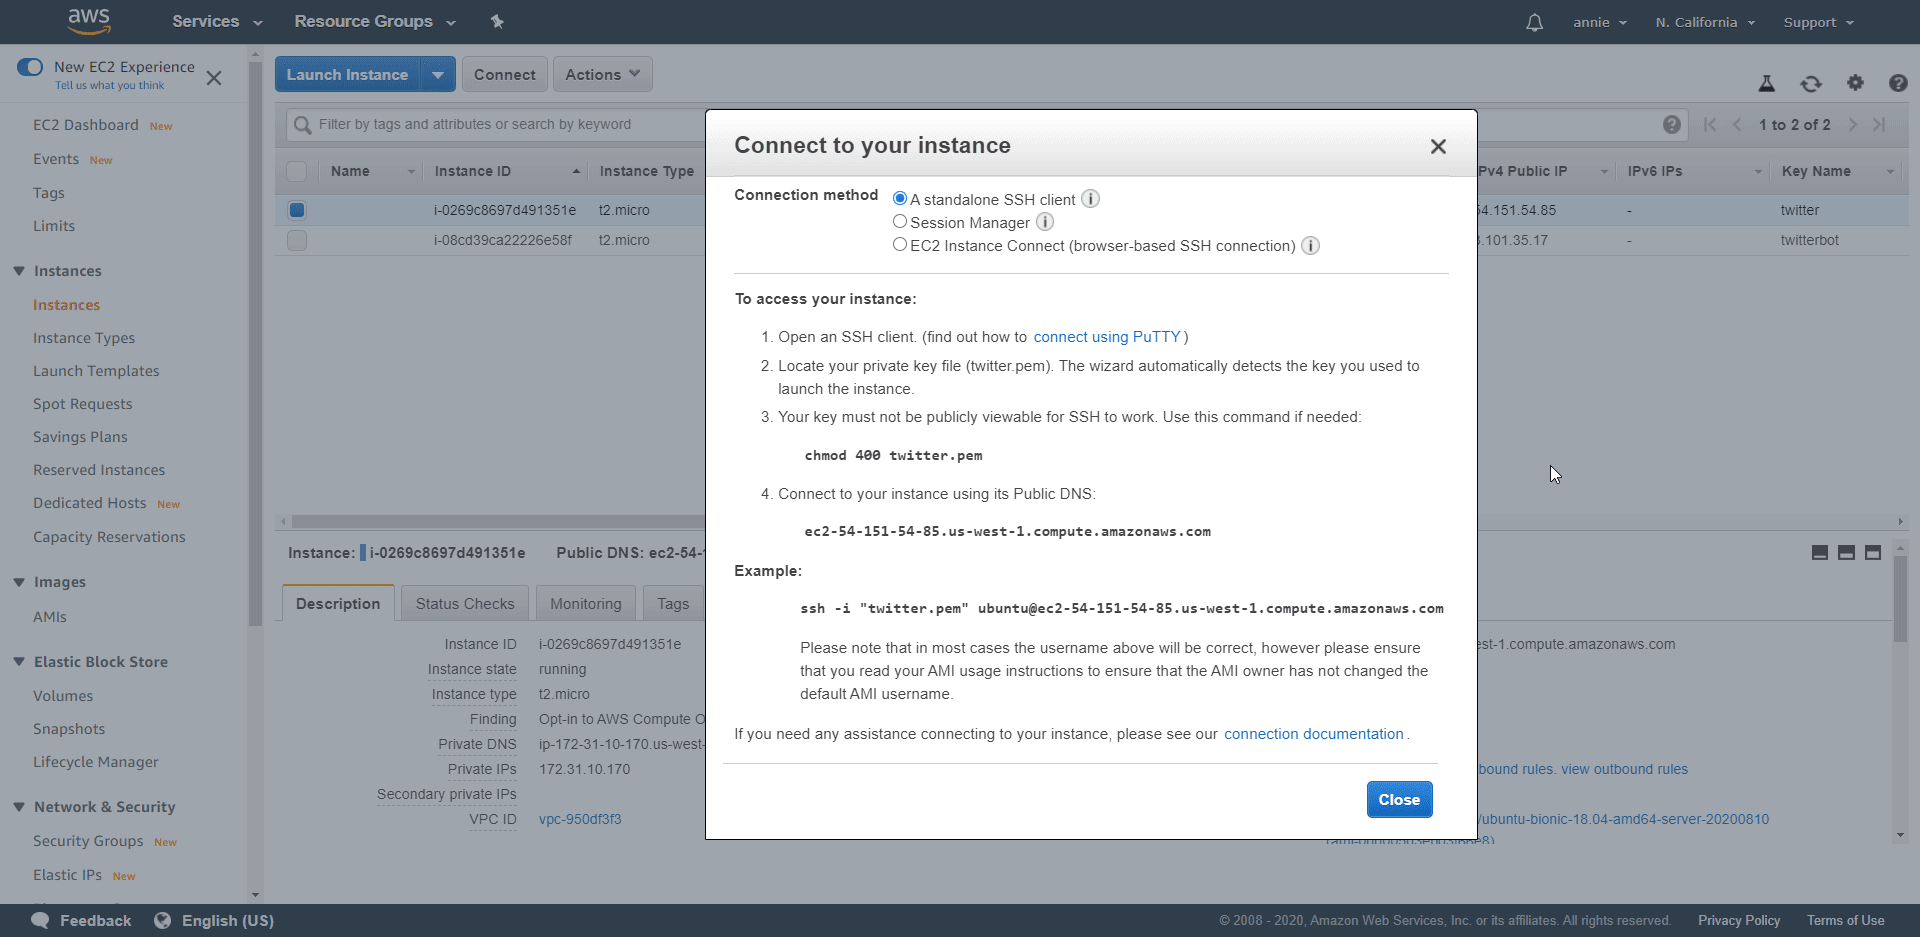 aws Services Resource Groups annie N. California Support
New EC2 Experience
Tell us what you think
EC2 Dashboard New
Events New
Tags
Limits
Instances
Instances
Instance Types
Launch Templates
Spot Requests
Savings Plans
Reserved Instances
Dedicated Hosts New
Capacity Reservations
Images
AMIs
Elastic Block Store
Volumes
Snapshots
Lifecycle Manager
Network & Security
Security Groups New
Elastic IPs New
Launch Instance Connect Actions
Filter by tags and attributes or search by keyword
1 to 2 of 2
Name Instance ID Instance Type Pv4 Public IP IPv6 IPs Key Name
i-0269c8697d491351e t2.micro 54.151.54.85 - twitter
i-08cd39ca22226e58f t2.micro .101.35.17 - twitterbot
Connect to your instance
Connection method
A standalone SSH client
Session Manager
EC2 Instance Connect (browser-based SSH connection)
To access your instance:
1. Open an SSH client. (find out how to connect using PuTTY)
2. Locate your private key file (twitter.pem). The wizard automatically detects the key you used to
launch the instance.
3. Your key must not be publicly viewable for SSH to work. Use this command if needed:
chmod 400 twitter.pem
4. Connect to your instance using its Public DNS:
ec2-54-151-54-85.us-west-1.compute.amazonaws.com
Example:
ssh -i "twitter.pem" ubuntu@ec2-54-151-54-85.us-west-1.compute.amazonaws.com
Please note that in most cases the username above will be correct, however please ensure
that you read your AMI usage instructions to ensure that the AMI owner has not changed the
default AMI username.
If you need any assistance connecting to your instance, please see our connection documentation.
Close
Instance: i-0269c8697d491351e Public DNS: ec2-54-
Description Status Checks Monitoring Tags
Instance ID i-0269c8697d491351e
Instance state running
Instance type t2.micro
Finding Opt-in to AWS Compute O
Private DNS ip-172-31-10-170.us-west-
Private IPs 172.31.10.170
Secondary private IPs
VPC ID vpc-950df3f3
est-1.compute.amazonaws.com
bound rules. view outbound rules
/ubuntu-bionic-18.04-amd64-server-20200810
Feedback English (US)
© 2008 - 2020, Amazon Web Services, Inc. or its affiliates. All rights reserved. Privacy Policy Terms of Use